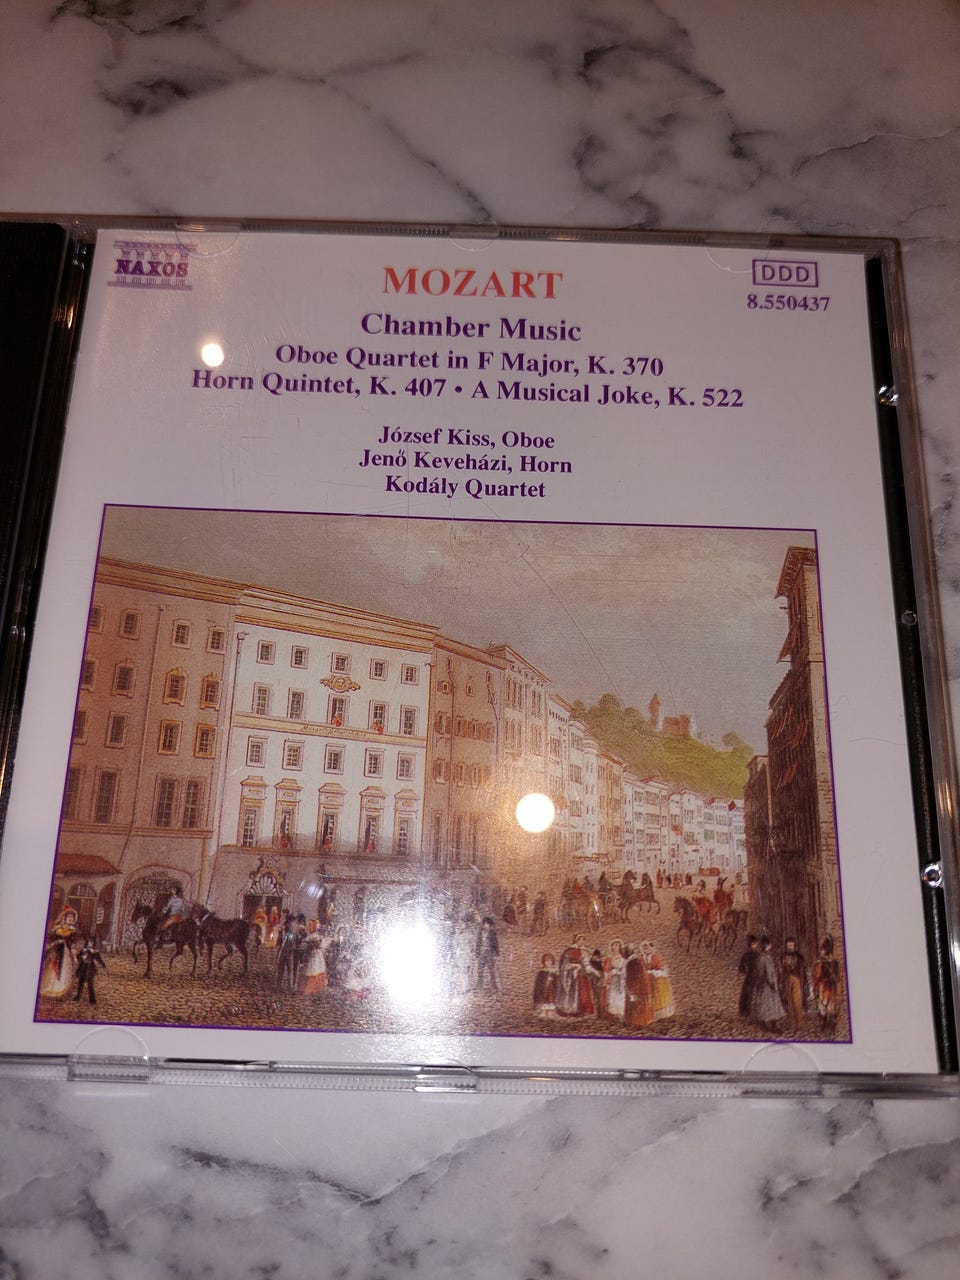 NAXOS
DDD
8.550437
MOZART
Chamber Music
Oboe Quartet in F Major, K. 370
Horn Quintet, K. 407 • A Musical Joke, K. 522
József Kiss, Oboe
Jenő Keveházi, Horn
Kodály Quartet